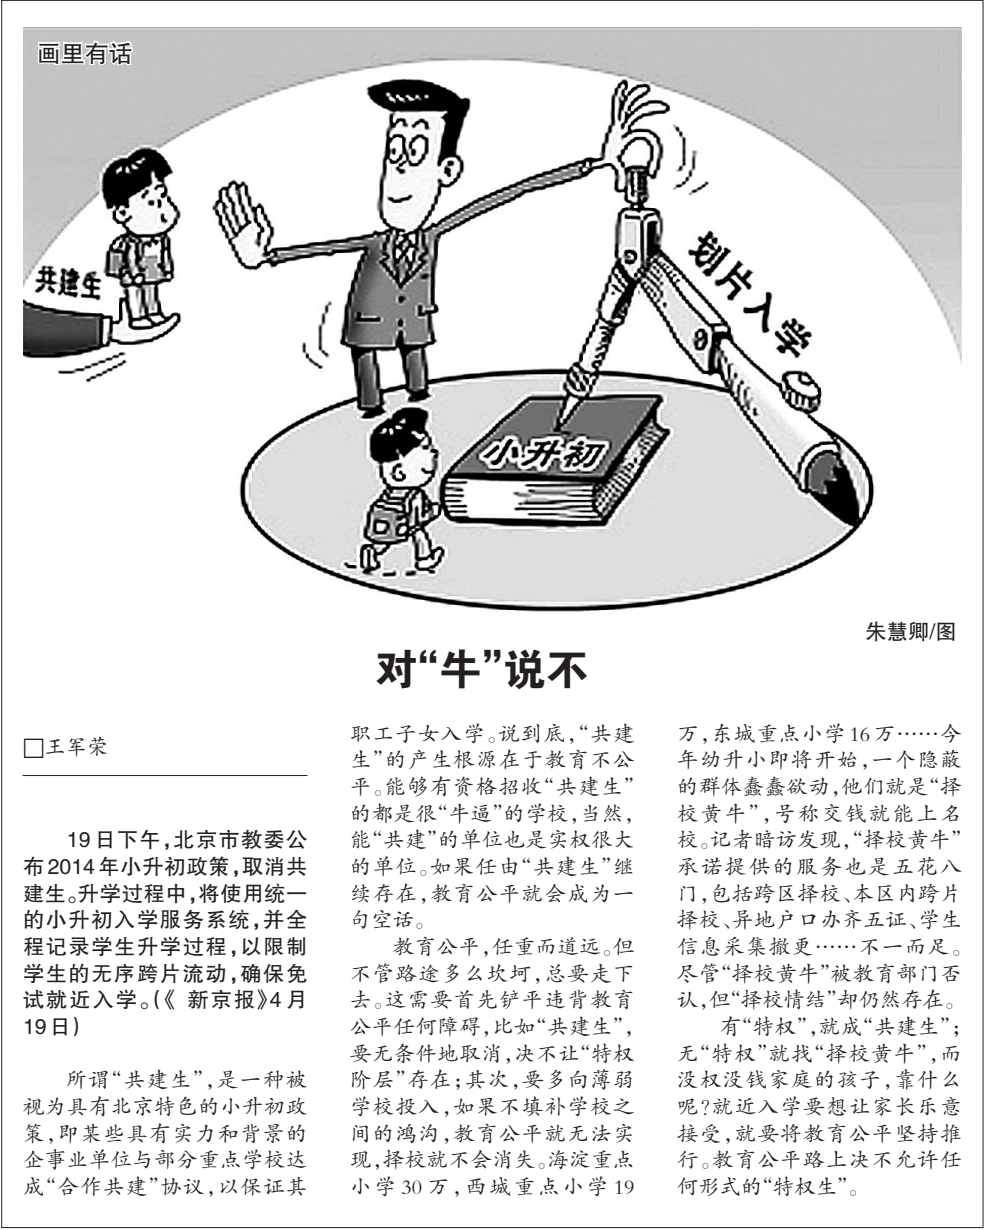 画里有话
共建生
划片入学
小升初
朱慧卿/图
对“牛”说不
□王军荣
19日下午,北京市教委公
布2014年小升初政策,取消共
建生。升学过程中,将使用统一
的小升初入学服务系统,并全
程记录学生升学过程,以限制
学生的无序跨片流动,确保免
试就近入学。(《 新京报》4月
19日)
所谓“共建生”,是一种被
视为具有北京特色的小升初政
策,即某些具有实力和背景的
企事业单位与部分重点学校达
成“合作共建”协议,以保证其
职工子女入学。说到底,“共建
生”的产生根源在于教育不公
平。能够有资格招收“共建生”
的都是很“牛逼”的学校,当然,
能“共建”的单位也是实权很大
的单位。如果任由“共建生”继
续存在,教育公平就会成为一
句空话。
教育公平,任重而道远。但
不管路途多么坎坷,总要走下
去。这需要首先铲平违背教育
公平任何障碍,比如“共建生”,
要无条件地取消,决不让“特权
阶层”存在;其次,要多向薄弱
学校投入,如果不填补学校之
间的鸿沟,教育公平就无法实
现,择校就不会消失。海淀重点
小学30万,西城重点小学19
万,东城重点小学16万……今
年幼升小即将开始,一个隐蔽
的群体蠢蠢欲动,他们就是“择
校黄牛”,号称交钱就能上名
校。记者暗访发现,“择校黄牛”
承诺提供的服务也是五花八
门,包括跨区择校、本区内跨片
择校、异地户口办齐五证、学生
信息采集撤更……不一而足。
尽管“择校黄牛”被教育部门否
认,但“择校情结”却仍然存在。
有“特权”,就成“共建生”;
无“特权”就找“择校黄牛”,而
没权没钱家庭的孩子,靠什么
呢?就近入学要想让家长乐意
接受,就要将教育公平坚持推
行。教育公平路上决不允许任
何形式的“特权生”。